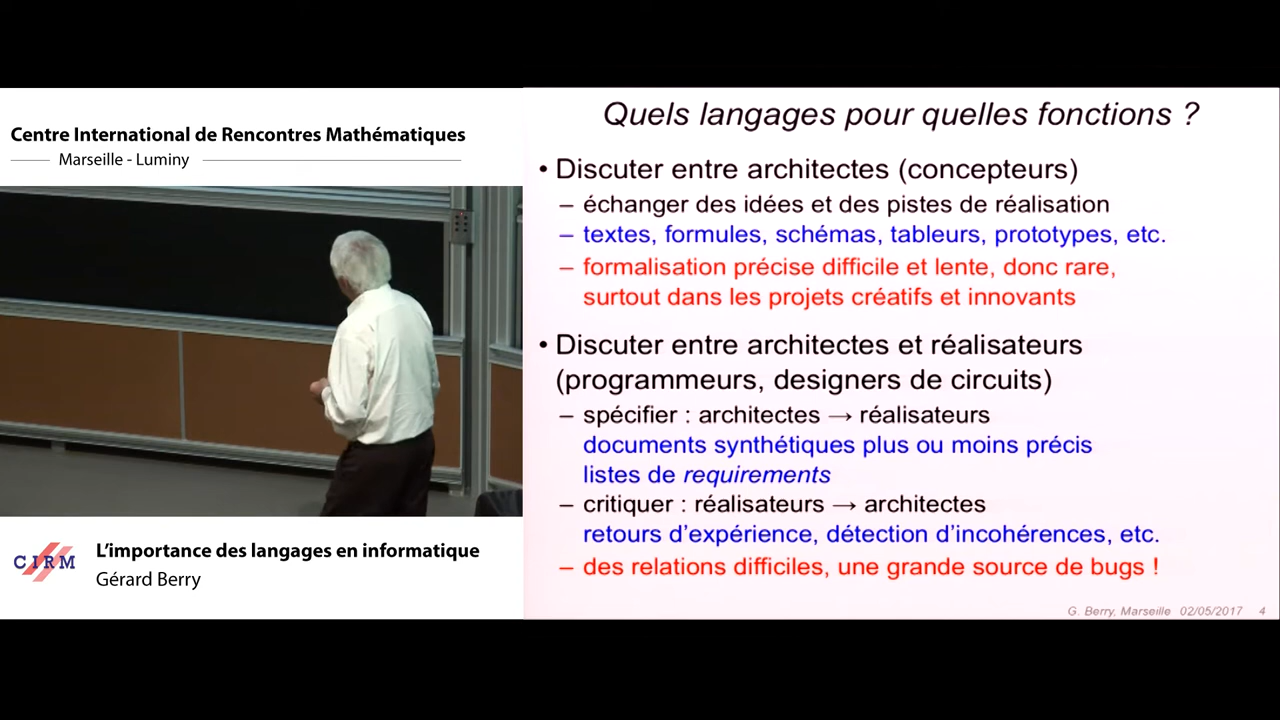 Centre International de Rencontres Mathématiques
Marseille - Luminy
CIRM
L'importance des langages en informatique
Gérard Berry
Quels langages pour quelles fonctions ?
• Discuter entre architectes (concepteurs)
– échanger des idées et des pistes de réalisation
– textes, formules, schémas, tableurs, prototypes, etc.
– formalisation précise difficile et lente, donc rare,
surtout dans les projets créatifs et innovants
• Discuter entre architectes et réalisateurs
(programmeurs, designers de circuits)
– spécifier : architectes → réalisateurs
documents synthétiques plus ou moins précis
listes de requirements
– critiquer : réalisateurs → architectes
retours d'expérience, détection d'incohérences, etc.
– des relations difficiles, une grande source de bugs !
G. Berry, Marseille 02/05/2017 4